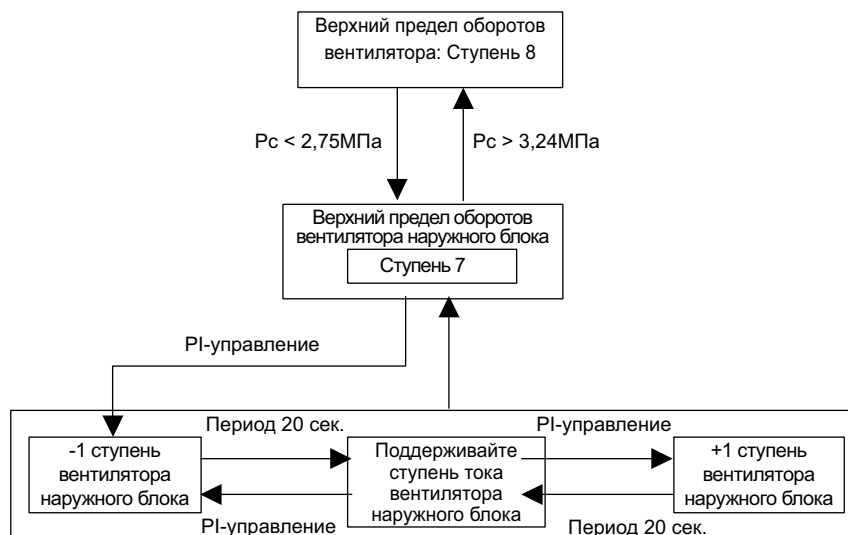 Верхний предел оборотов
вентилятора: Ступень 8
Pc < 2,75МПа
Pc > 3,24МПа
Верхний предел оборотов
вентилятора наружного блока
Ступень 7
PI-управление
Период 20 сек.
PI-управление
-1 ступень
вентилятора
наружного блока
Поддерживайте
ступень тока
вентилятора
наружного блока
+1 ступень
вентилятора
наружного блока
PI-управление
Период 20 сек.